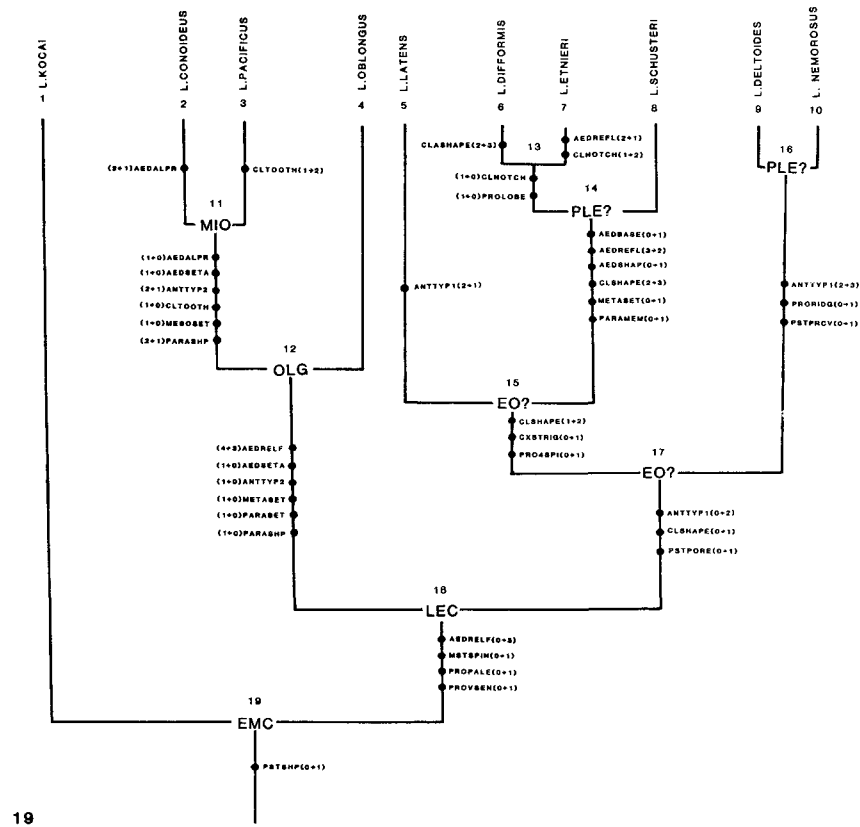 L.KOCAI
L.CONOIDEUS
L.PACIFICUS
L.OBLONGUS
L.LATENS
L.DIFFORMIS
L.ETNIERI
L.SCHUSTERI
L.DELTOIDES
L. NEMOROSUS
1
2
3
4
5
6
7
8
9
10
(2+1)AEDALPR
CLTOOTH(1+2)
CLASHAPE(2+3)
13
AEDREFL(2+1)
CLNOTCH(1+2)
(1+0)CLNOTCH
(1+0)PROLOBE
16
PLE?
11
MIO
14
PLE?
(1+0)AEDALPR
(1+0)AEDSETA
(2+1)ANTTYP2
(1+0)CLTOOTH
(1+0)MESOSET
(2+1)PARASHP
AEDBASE(0+1)
AEDREFL(3+2)
AEDSHAP(0+1)
CLSHAPE(2+3)
METASET(0+1)
PARAMEM(0+1)
ANTTYP1(2+1)
ANTTYP1(2+3)
PRORIDG(0+1)
PSTPRCV(0+1)
12
OLG
15
EO?
CLSHAPE(1+2)
CXSTRIG(0+1)
PRO4SPI(0+1)
17
EO?
(4+3)AEDRELF
(1+0)AEDSETA
(1+0)ANTTYP2
(1+0)METASET
(1+0)PARASET
(1+0)PARASHP
ANTTYP1(0+2)
CLSHAPE(0+1)
PSTPORE(0+1)
18
LEC
AEDRELF(0+3)
MSTSPIN(0+1)
PROPALE(0+1)
PROVSEN(0+1)
19
EMC
PSTSHP(0+1)
19